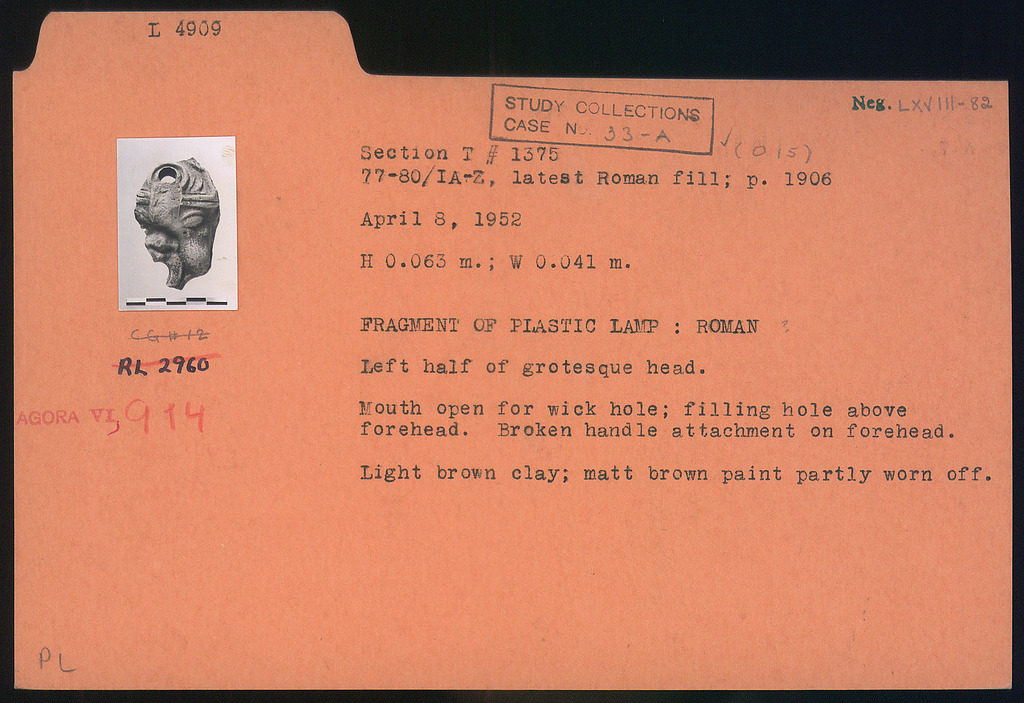 L 4909
STUDY COLLECTIONS
CASE No. 33-A
Neg. LXVIII-82
(015)
Section T # 1375
77-80/IA-Z, latest Roman fill; p. 1906
April 8, 1952
H 0.063 m.; W 0.041 m.
FRAGMENT OF PLASTIC LAMP : ROMAN ?
Left half of grotesque head.
Mouth open for wick hole; filling hole above
forehead. Broken handle attachment on forehead.
Light brown clay; matt brown paint partly worn off.
CG#12
RL 2960
AGORA VI, 914
PL